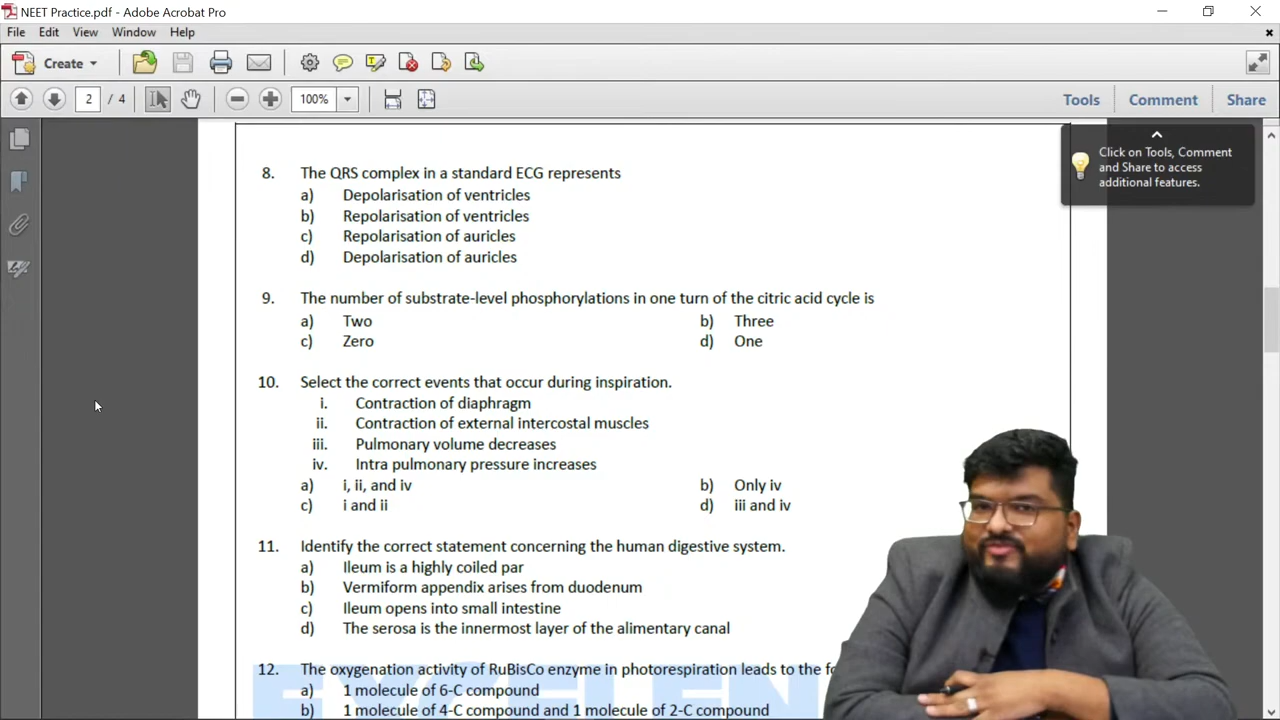 NEET Practice.pdf - Adobe Acrobat Pro
File Edit View Window Help
Create
2 / 4 100% Tools Comment Share
Click on Tools, Comment
and Share to access
additional features.
8. The QRS complex in a standard ECG represents
a) Depolarisation of ventricles
b) Repolarisation of ventricles
c) Repolarisation of auricles
d) Depolarisation of auricles
9. The number of substrate-level phosphorylations in one turn of the citric acid cycle is
a) Two b) Three
c) Zero d) One
10. Select the correct events that occur during inspiration.
i. Contraction of diaphragm
ii. Contraction of external intercostal muscles
iii. Pulmonary volume decreases
iv. Intra pulmonary pressure increases
a) i, ii, and iv b) Only iv
c) i and ii d) iii and iv
11. Identify the correct statement concerning the human digestive system.
a) Ileum is a highly coiled par
b) Vermiform appendix arises from duodenum
c) Ileum opens into small intestine
d) The serosa is the innermost layer of the alimentary canal
12. The oxygenation activity of RuBisCo enzyme in photorespiration leads to the
a) 1 molecule of 6-C compound
b) 1 molecule of 4-C compound and 1 molecule of 2-C compound